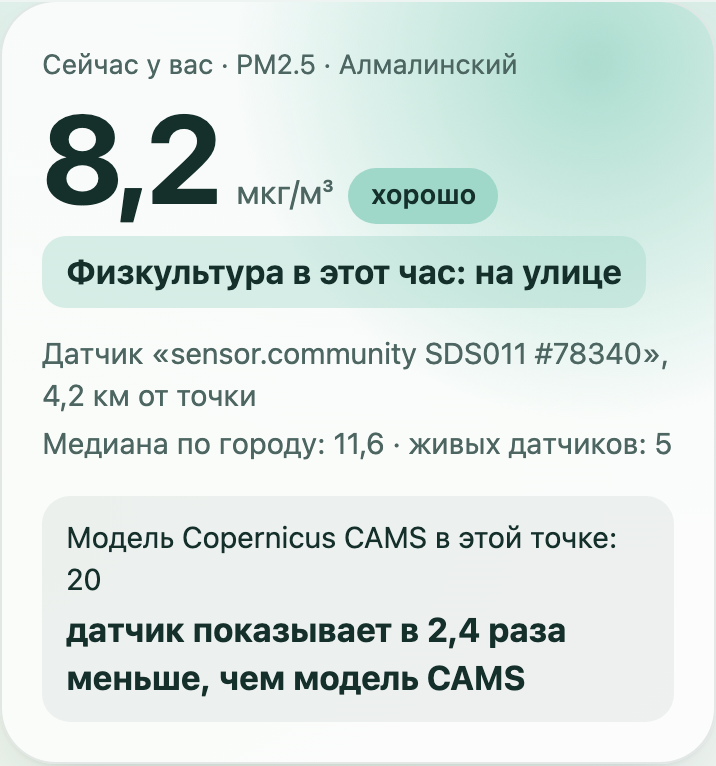 Сейчас у вас · PM2.5 · Алмалинский
8,2 мкг/м³ хорошо
Физкультура в этот час: на улице
Датчик «sensor.community SDS011 #78340»,
4,2 км от точки
Медиана по городу: 11,6 · живых датчиков: 5
Модель Copernicus CAMS в этой точке:
20
датчик показывает в 2,4 раза
меньше, чем модель CAMS